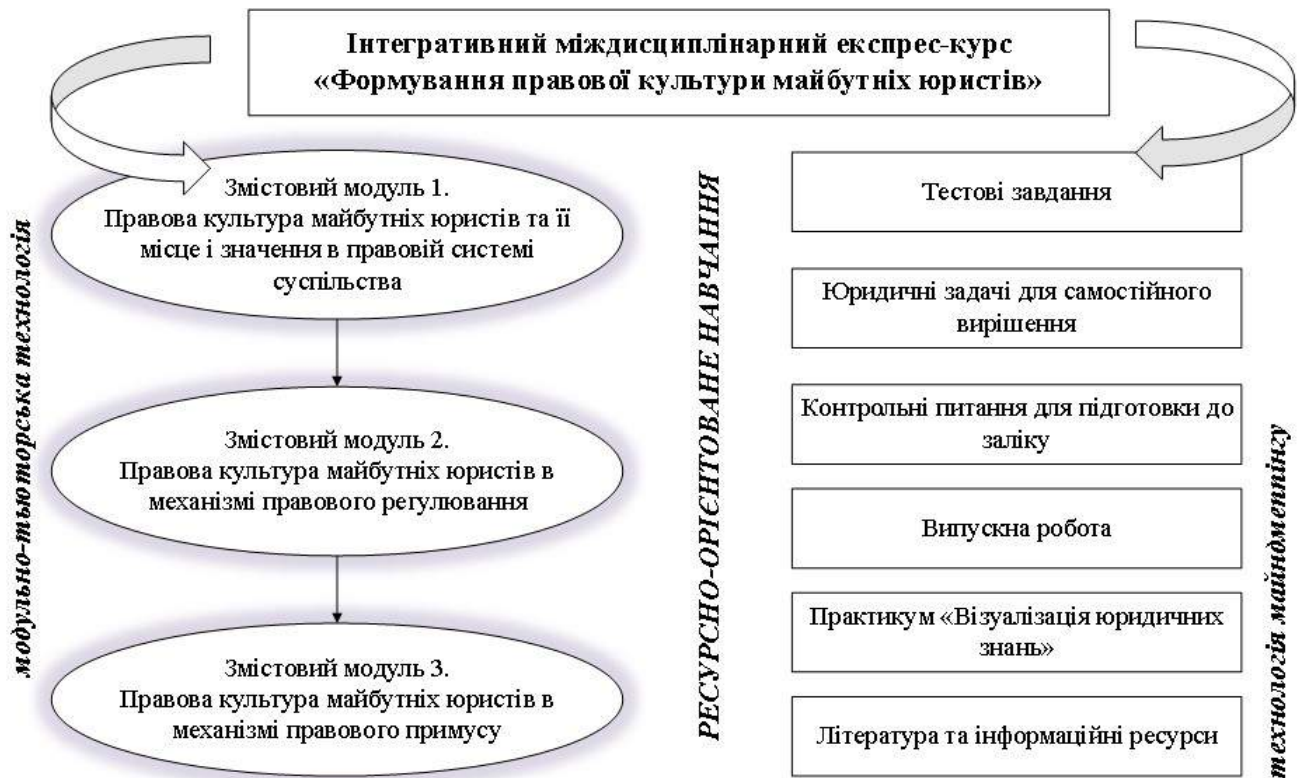 Інтегративний міждисциплінарний експрес-курс
«Формування правової культури майбутніх юристів»
модульно-тьюторська технологія
Змістовий модуль 1.
Правова культура майбутніх юристів та її
місце і значення в правовій системі
суспільства
Змістовий модуль 2.
Правова культура майбутніх юристів в
механізмі правового регулювання
Змістовий модуль 3.
Правова культура майбутніх юристів в
механізмі правового примусу
РЕСУРСНО-ОРІЄНТОВАНЕ НАВЧАННЯ
Тестові завдання
Юридичні задачі для самостійного
вирішення
Контрольні питання для підготовки до
заліку
Випускна робота
Практикум «Візуалізація юридичних
знань»
Література та інформаційні ресурси
технологія майндмеппінгу